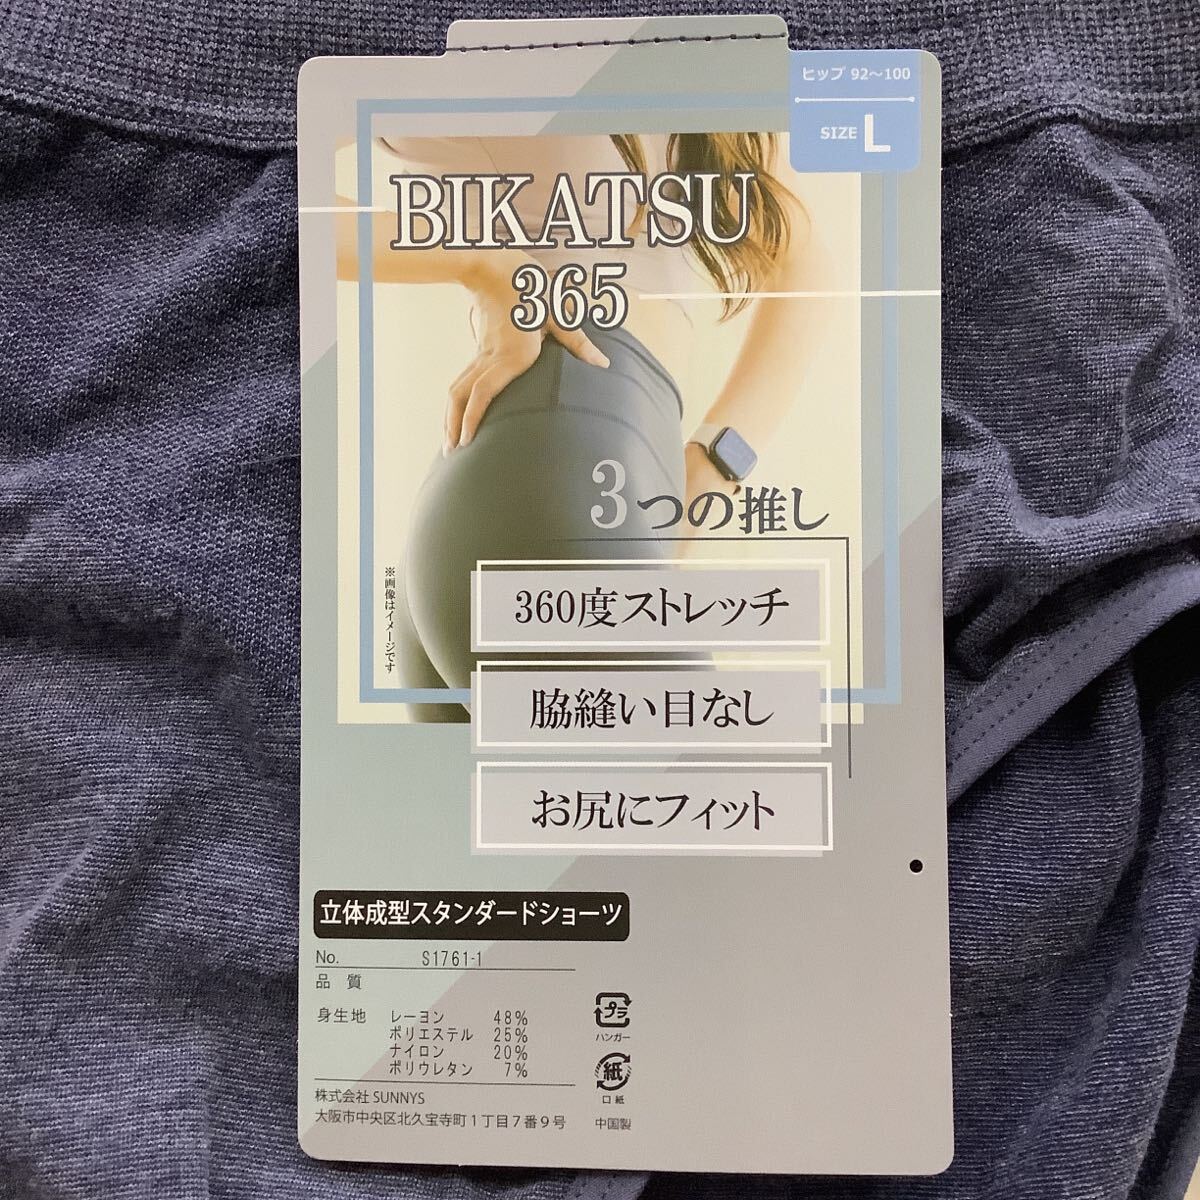 ヒップ 92～100
SIZE L
BIKATSU
365
3つの推し
※画像はイメージです
360度ストレッチ
脇縫い目なし
お尻にフィット
立体成型スタンダードショーツ
No. S1761-1
品 質
身生地 レーヨン 48%
ポリエステル 25%
ナイロン 20%
ポリウレタン 7%
株式会社 SUNNYS
大阪市中央区北久宝寺町1丁目7番9号
プラ
ハンガー
紙
口紙
中国製